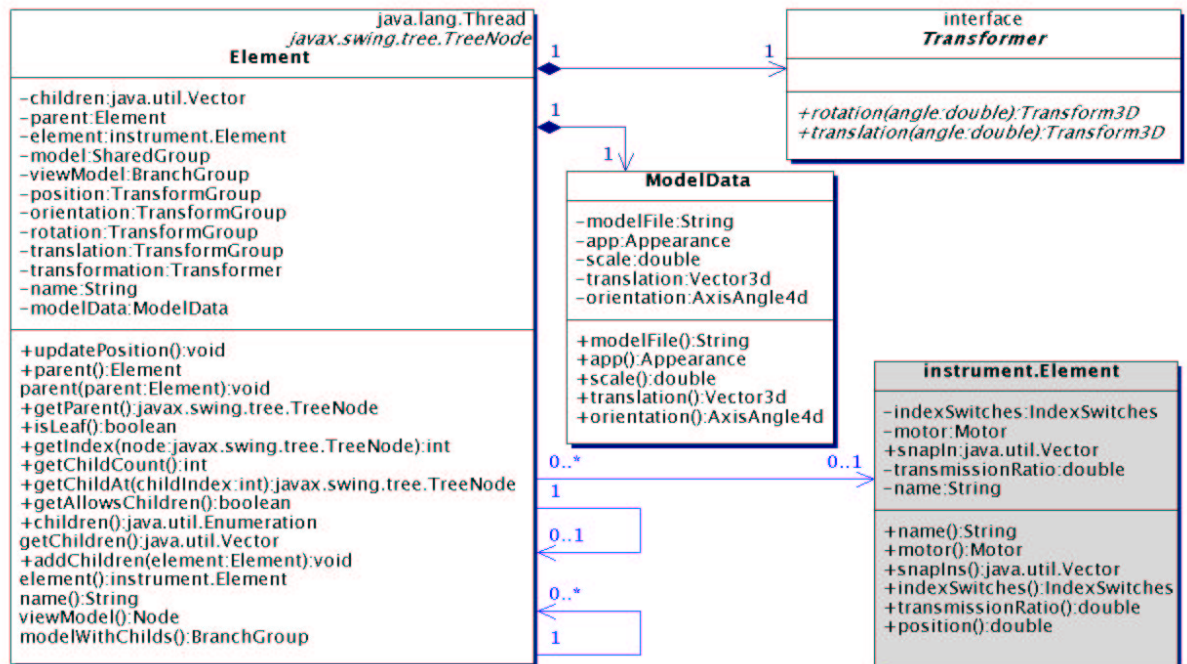 java.lang.Thread
javax.swing.tree.TreeNode
Element
-children:java.util.Vector
-parent:Element
-element:instrument.Element
-model:SharedGroup
-viewModel:BranchGroup
-position:TransformGroup
-orientation:TransformGroup
-rotation:TransformGroup
-translation:TransformGroup
-transformation:Transformer
-name:String
-modelData:ModelData
+updatePosition():void
+parent():Element
parent(parent:Element):void
+getParent():javax.swing.tree.TreeNode
+isLeaf():boolean
+getIndex(node:javax.swing.tree.TreeNode):int
+getChildCount():int
+getChildAt(childIndex:int):javax.swing.tree.TreeNode
+getAllowsChildren():boolean
+children():java.util.Enumeration
getChildren():java.util.Vector
+addChildren(element:Element):void
element():instrument.Element
name():String
viewModel():Node
modelWithChilds():BranchGroup
1
1
interface
Transformer
+rotation(angle:double):Transform3D
+translation(angle:double):Transform3D
1
1
ModelData
-modelFile:String
-app:Appearance
-scale:double
-translation:Vector3d
-orientation:AxisAngle4d
+modelFile():String
+app():Appearance
+scale():double
+translation():Vector3d
+orientation():AxisAngle4d
0..*
0..1
1
0..1
0..*
1
instrument.Element
-indexSwitches:IndexSwitches
-motor:Motor
+snapIn:java.util.Vector
-transmissionRatio:double
-name:String
+name():String
+motor():Motor
+snapIns():java.util.Vector
+indexSwitches():IndexSwitches
+transmissionRatio():double
+position():double